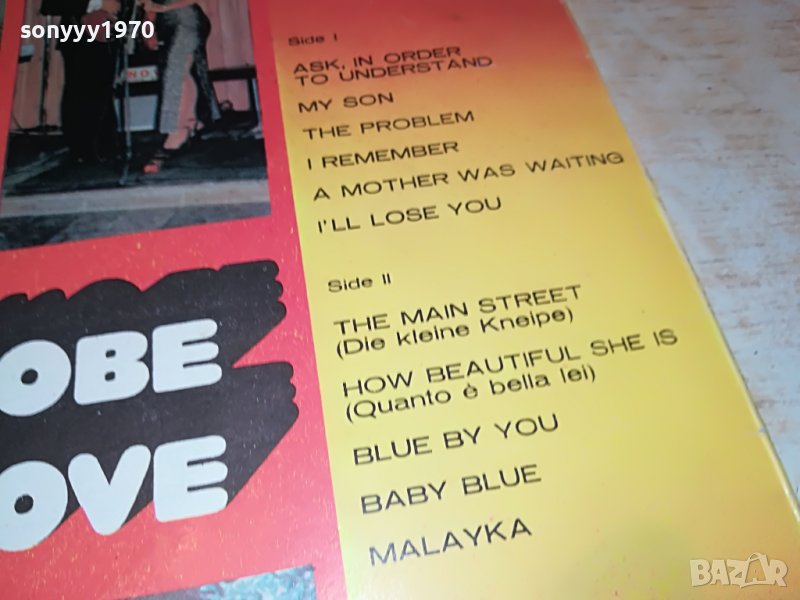 sonyyy1970
Side I
ASK, IN ORDER
TO UNDERSTAND
MY SON
THE PROBLEM
I REMEMBER
A MOTHER WAS WAITING
I'LL LOSE YOU
Side II
THE MAIN STREET
(Die kleine Kneipe)
HOW BEAUTIFUL SHE IS
(Quanto è bella lei)
BLUE BY YOU
BABY BLUE
MALAYKA
OBE
OVE
BAZAR